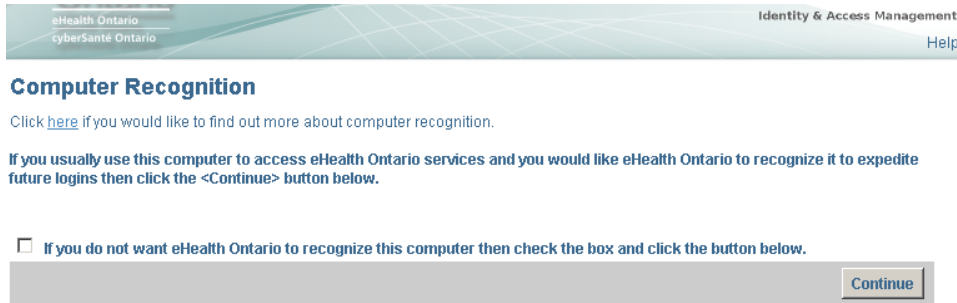 eHealth Ontario
cyberSanté Ontario
Identity & Access Management
Help
Computer Recognition
Click here if you would like to find out more about computer recognition.
If you usually use this computer to access eHealth Ontario services and you would like eHealth Ontario to recognize it to expedite
future logins then click the <Continue> button below.
If you do not want eHealth Ontario to recognize this computer then check the box and click the button below.
Continue